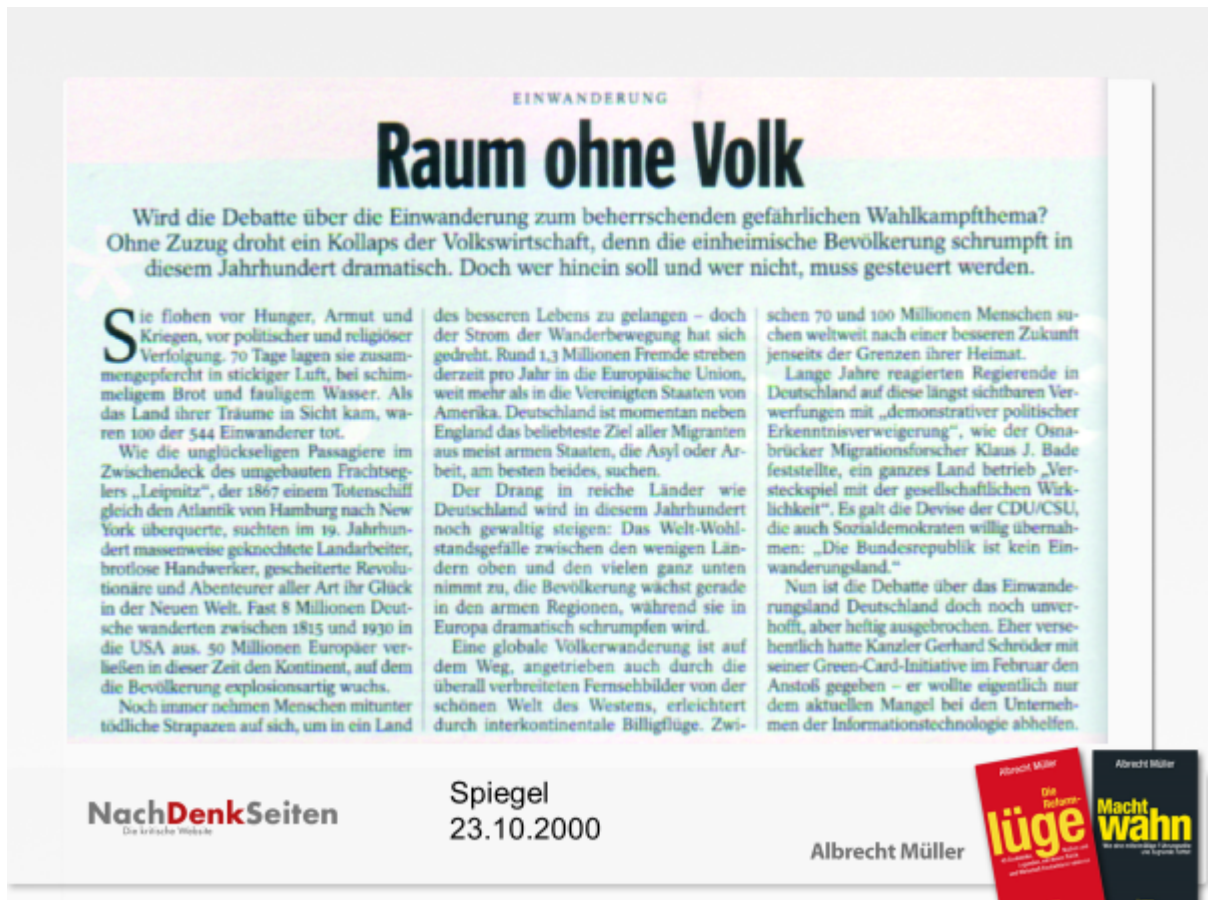 EINWANDERUNG
Raum ohne Volk
Wird die Debatte über die Einwanderung zum beherrschenden gefährlichen Wahlkampfthema?
Ohne Zuzug droht ein Kollaps der Volkswirtschaft, denn die einheimische Bevölkerung schrumpft in
diesem Jahrhundert dramatisch. Doch wer hinein soll und wer nicht, muss gesteuert werden.
Sie flohen vor Hunger, Armut und
Kriegen, vor politischer und religiöser
Verfolgung. 70 Tage lagen sie zusam-
mengepfercht in stickiger Luft, bei schim-
meligem Brot und fauligem Wasser. Als
das Land ihrer Träume in Sicht kam, wa-
ren 100 der 544 Einwanderer tot.
Wie die unglückseligen Passagiere im
Zwischendeck des umgebauten Frachtseg-
lers „Leipnitz“, der 1867 einem Totenschiff
gleich den Atlantik von Hamburg nach New
York überquerte, suchten im 19. Jahrhun-
dert massenweise geknechtete Landarbeiter,
brotlose Handwerker, gescheiterte Revolu-
tionäre und Abenteurer aller Art ihr Glück
in der Neuen Welt. Fast 8 Millionen Deut-
sche wanderten zwischen 1815 und 1930 in
die USA aus. 50 Millionen Europäer ver-
ließen in dieser Zeit den Kontinent, auf dem
die Bevölkerung explosionsartig wuchs.
Noch immer nehmen Menschen mitunter
tödliche Strapazen auf sich, um in ein Land
des besseren Lebens zu gelangen – doch
der Strom der Wanderbewegung hat sich
gedreht. Rund 1,3 Millionen Fremde streben
derzeit pro Jahr in die Europäische Union,
weit mehr als in die Vereinigten Staaten von
Amerika. Deutschland ist momentan neben
England das beliebteste Ziel aller Migranten
aus meist armen Staaten, die Asyl oder Ar-
beit, am besten beides, suchen.
Der Drang in reiche Länder wie
Deutschland wird in diesem Jahrhundert
noch gewaltig steigen: Das Welt-Wohl-
standsgefälle zwischen den wenigen Län-
dern oben und den vielen ganz unten
nimmt zu, die Bevölkerung wächst gerade
in den armen Regionen, während sie in
Europa dramatisch schrumpfen wird.
Eine globale Völkerwanderung ist auf
dem Weg, angetrieben auch durch die
überall verbreiteten Fernsehbilder von der
schönen Welt des Westens, erleichtert
durch interkontinentale Billigflüge. Zwi-
schen 70 und 100 Millionen Menschen su-
chen weltweit nach einer besseren Zukunft
jenseits der Grenzen ihrer Heimat.
Lange Jahre reagierten Regierende in
Deutschland auf diese längst sichtbaren Ver-
werfungen mit „demonstrativer politischer
Erkenntnisverweigerung“, wie der Osna-
brücker Migrationsforscher Klaus J. Bade
feststellte, ein ganzes Land betrieb „Ver-
steckspiel mit der gesellschaftlichen Wirk-
lichkeit“. Es galt die Devise der CDU/CSU,
die auch Sozialdemokraten willig übernah-
men: „Die Bundesrepublik ist kein Ein-
wanderungsland.“
Nun ist die Debatte über das Einwande-
rungsland Deutschland doch noch unver-
hofft, aber heftig ausgebrochen. Eher verse-
hentlich hatte Kanzler Gerhard Schröder mit
seiner Green-Card-Initiative im Februar den
Anstoß gegeben – er wollte eigentlich nur
dem aktuellen Mangel bei den Unterneh-
men der Informationstechnologie abhelfen.
NachDenkSeiten
Die kritische Website
Spiegel
23.10.2000
Albrecht Müller
Albrecht Müller
Die
Reform-
lüge
Albrecht Müller
Macht
wahn